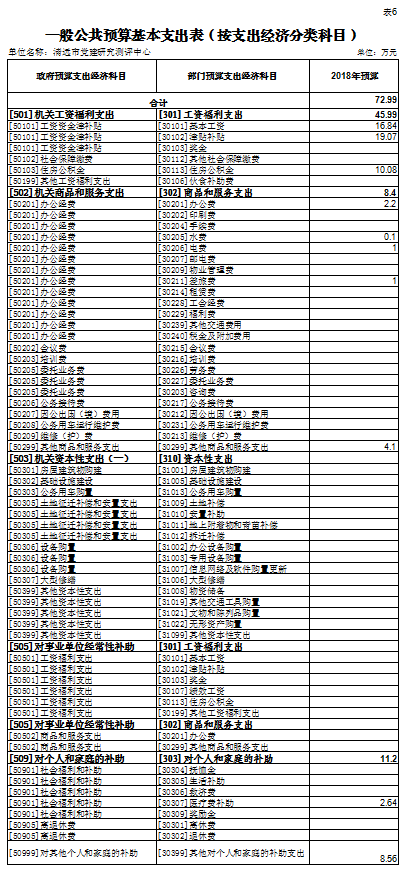 表6
一般公共预算基本支出表（按支出经济分类科目）
单位名称：清远市党建研究测评中心 单位：万元
政府预算支出经济科目 部门预算支出经济科目 2018年预算
合计 72.99
[501]机关工资福利支出 [301]工资福利支出 45.99
[50101]工资资金津补贴 [30101]基本工资 16.84
[50101]工资资金津补贴 [30102]津贴补贴 19.07
[50101]工资资金津补贴 [30103]奖金
[50102]社会保障缴费 [30112]其他社会保障缴费
[50103]住房公积金 [30113]住房公积金 10.08
[50199]其他工资福利支出 [30106]伙食补助费
[502]机关商品和服务支出 [302]商品和服务支出 8.4
[50201]办公经费 [30201]办公费 2.2
[50201]办公经费 [30202]印刷费
[50201]办公经费 [30204]手续费
[50201]办公经费 [30205]水费 0.1
[50201]办公经费 [30206]电费 1
[50201]办公经费 [30207]邮电费
[50201]办公经费 [30209]物业管理费
[50201]办公经费 [30211]差旅费 1
[50201]办公经费 [30214]租赁费
[50201]办公经费 [30228]工会经费
[50201]办公经费 [30229]福利费
[50201]办公经费 [30239]其他交通费用
[50201]办公经费 [30240]税金及附加费用
[50202]会议费 [30215]会议费
[50203]培训费 [30216]培训费
[50205]委托业务费 [30226]劳务费
[50205]委托业务费 [30227]委托业务费
[50205]委托业务费 [30203]咨询费
[50206]公务接待费 [30217]公务接待费
[50207]因公出国（境）费用 [30212]因公出国（境）费用
[50208]公务用车运行维护费 [30231]公务用车运行维护费
[50209]维修（护）费 [30213]维修（护）费
[50299]其他商品和服务支出 [30299]其他商品和服务支出 4.1
[503]机关资本性支出（一） [310]资本性支出
[50301]房屋建筑物购建 [31001]房屋建筑物购建
[50302]基础设施建设 [31005]基础设施建设
[50303]公务用车购置 [31013]公务用车购置
[50305]土地征迁补偿和安置支出 [31009]土地补偿
[50305]土地征迁补偿和安置支出 [31010]安置补助
[50305]土地征迁补偿和安置支出 [31011]地上附着物和青苗补偿
[50305]土地征迁补偿和安置支出 [31012]拆迁补偿
[50306]设备购置 [31002]办公设备购置
[50306]设备购置 [31003]专用设备购置
[50306]设备购置 [31007]信息网络及软件购置更新
[50307]大型修缮 [31006]大型修缮
[50399]其他资本性支出 [31008]物资储备
[50399]其他资本性支出 [31019]其他交通工具购置
[50399]其他资本性支出 [31021]文物和陈列品购置
[50399]其他资本性支出 [31022]无形资产购置
[50399]其他资本性支出 [31099]其他资本性支出
[505]对事业单位经常性补助 [301]工资福利支出
[50501]工资福利支出 [30101]基本工资
[50501]工资福利支出 [30102]津贴补贴
[50501]工资福利支出 [30103]奖金
[50501]工资福利支出 [30107]绩效工资
[50501]工资福利支出 [30113]住房公积金
[50501]工资福利支出 [30199]其他工资福利支出
[505]对事业单位经常性补助 [302]商品和服务支出
[50502]商品和服务支出 [30201]办公费
[50502]商品和服务支出 [30299]其他商品和服务支出
[509]对个人和家庭的补助 [303]对个人和家庭的补助 11.2
[50901]社会福利和补助 [30304]抚恤金
[50901]社会福利和补助 [30305]生活补助
[50901]社会福利和补助 [30306]救济费
[50901]社会福利和补助 [30307]医疗费补助 2.64
[50901]社会福利和补助 [30309]奖励金
[50905]离退休费 [30301]离休费
[50905]离退休费 [30302]退休费
[50999]对其他个人和家庭的补助 [30399]其他对个人和家庭的补助支出 8.56